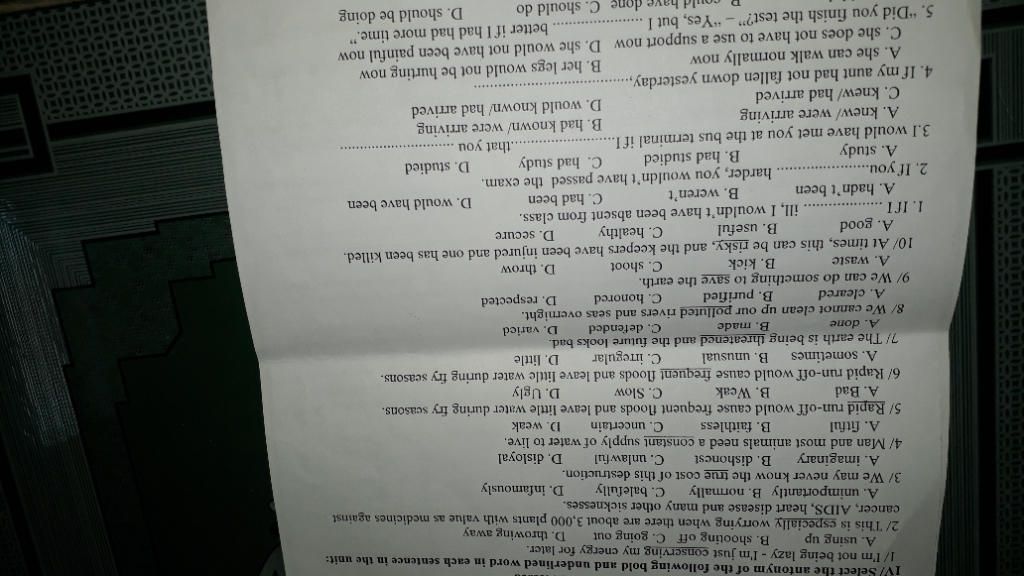 IV/ Select the antonym of the following bold and underlined word in each sentence in the unit:
1/ I'm not being lazy - I'm just conserving my energy for later.
A. using up B. shooting off C. going out D. throwing away
2/ This is especially worrying when there are about 3,000 plants with value as medicines against
cancer, AIDS, heart disease and many other sicknesses.
A. unimportantly B. normally C. balefully D. infamously
3/ We may never know the true cost of this destruction.
A. imaginary B. dishonest C. unlawful D. disloyal
4/ Man and most animals need a constant supply of water to live.
A. fitful B. faithless C. uncertain D. weak
5/ Rapid run-off would cause frequent floods and leave little water during fry seasons.
A. Bad B. Weak C. Slow D. Ugly
6/ Rapid run-off would cause frequent floods and leave little water during fry seasons.
A. sometimes B. unusual C. irregular D. little
7/ The earth is being threatened and the future looks bad.
A. done B. made C. defended D. varied
8/ We cannot clean up our polluted rivers and seas overnight.
A. cleared B. purified C. honored D. respected
9/ We can do something to save the earth.
A. waste B. kick C. shoot D. throw
10/ At times, this can be risky, and the keepers have been injured and one has been killed.
A. good B. useful C. healthy D. secure
1. If I .................. ill, I wouldn't have been absent from class.
A. hadn't been B. weren't C. had been D. would have been
2. If you..................... harder, you wouldn't have passed the exam.
A. study B. had studied C. had study D. studied
3.I would have met you at the bus terminal if I.......................that you .........................
A. knew/ were arriving B. had known/ were arriving
C. knew/ had arrived D. would known/ had arrived
4. If my aunt had not fallen down yesterday,..................................
A. she can walk normally now B. her legs would not be hurting now
C. she does not have to use a support now D. she would not have been painful now
5. “Did you finish the test?” – “Yes, but I .................... better if I had had more time.”
B. could have done C. should do D. should be doing